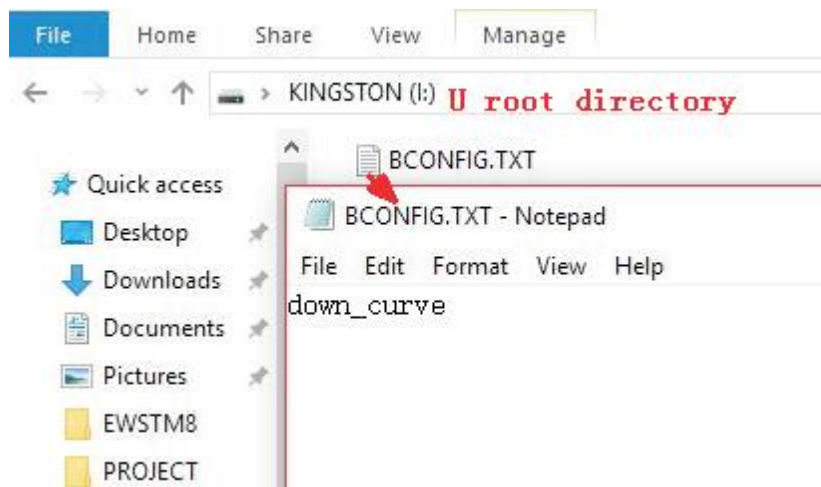 File Home Share View Manage
KINGSTON (I:) U root directory
BCONFIG.TXT
Quick access
BCONFIG.TXT - Notepad
Desktop
File Edit Format View Help
Downloads
down_curve
Documents
Pictures
EWSTM8
PROJECT